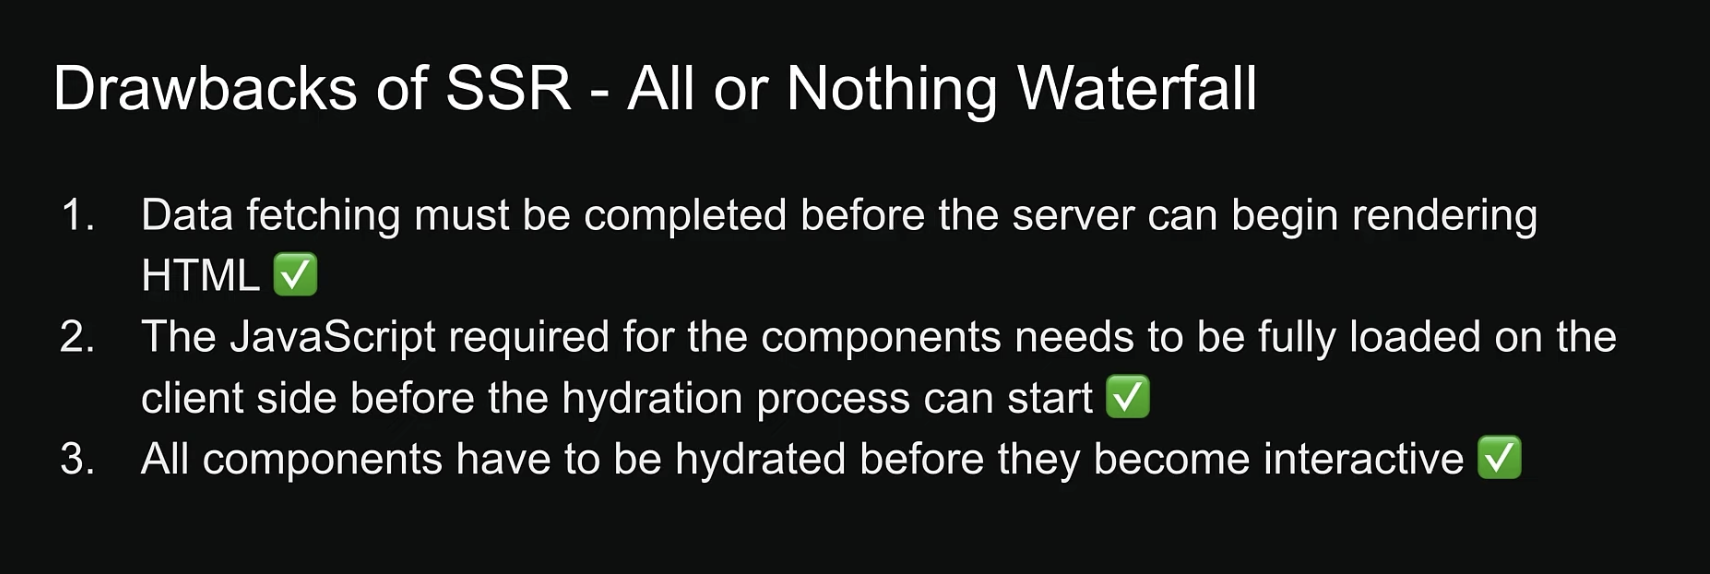 Drawbacks of SSR - All or Nothing Waterfall
1. Data fetching must be completed before the server can begin rendering
HTML ✅
2. The JavaScript required for the components needs to be fully loaded on the
client side before the hydration process can start ✅
3. All components have to be hydrated before they become interactive ✅